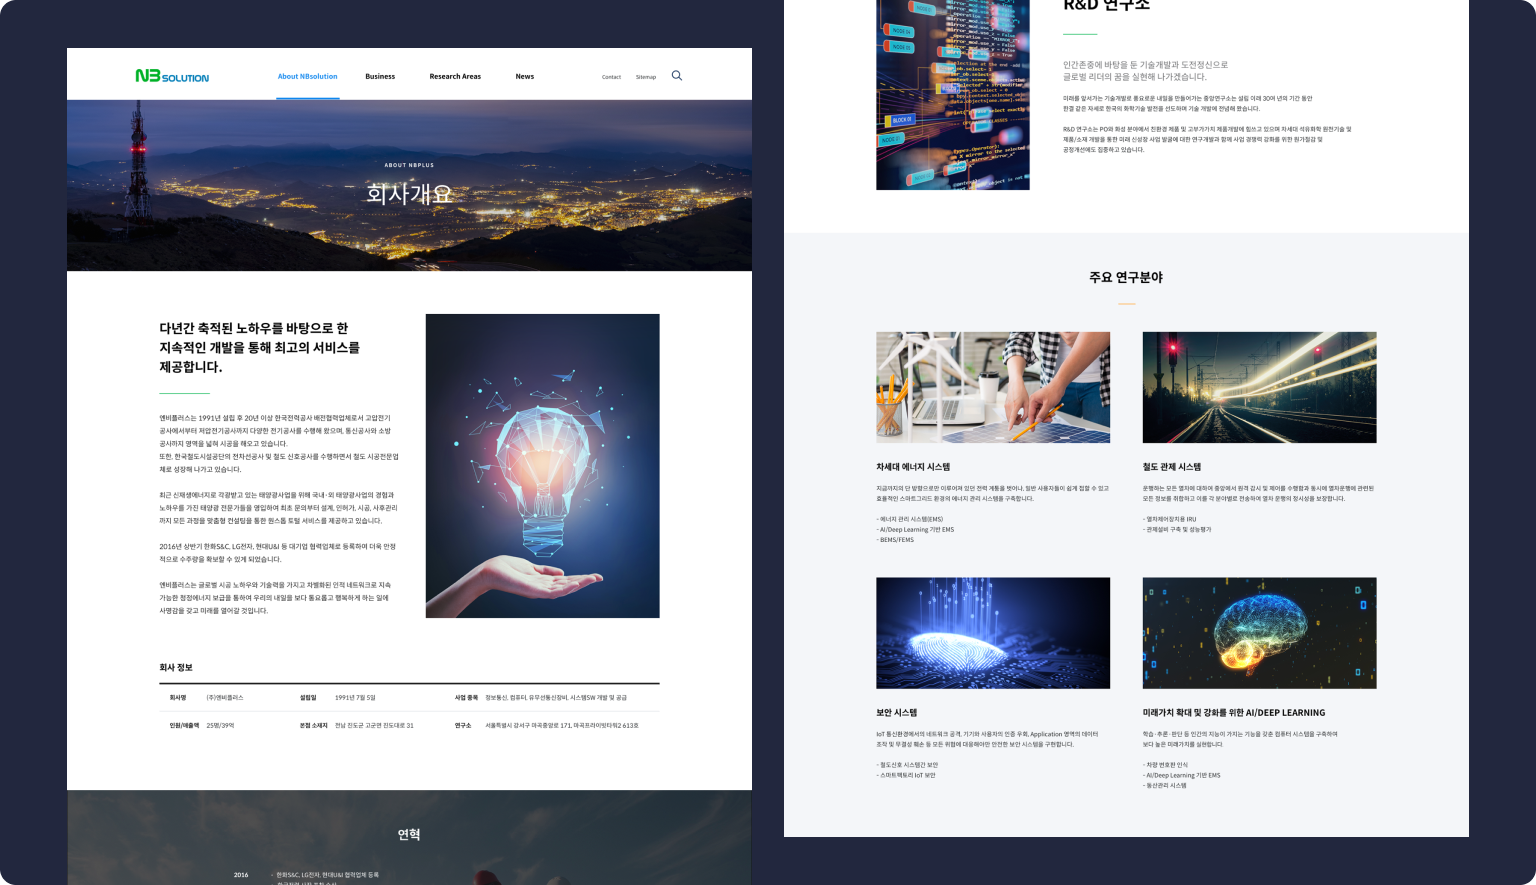 NB SOLUTION
About NBsolution
Business
Research Areas
News
Contact
Sitemap
ABOUT NBPLUS
회사개요
다년간 축적된 노하우를 바탕으로 한
지속적인 개발을 통해 최고의 서비스를
제공합니다.
엔비플러스는 1991년 설립 후 20년 이상 한국전력공사 배전협력업체로서 고압전기
공사에서부터 저압전기공사까지 다양한 전기공사를 수행해 왔으며, 통신공사와 소방
공사까지 영역을 넓혀 시공을 해오고 있습니다.
또한, 한국철도시설공단의 전차선공사 및 철도 신호공사를 수행하면서 철도 시공전문업
체로 성장해 나가고 있습니다.
최근 신재생에너지로 각광받고 있는 태양광사업을 위해 국내·외 태양광사업의 경험과
노하우를 가진 태양광 전문가들을 영입하여 최초 문의부터 설계, 인허가, 시공, 사후관리
까지 모든 과정을 맞춤형 컨설팅을 통한 원스톱 토탈 서비스를 제공하고 있습니다.
2016년 상반기 한화S&C, LG전자, 현대U&I 등 대기업 협력업체로 등록하여 더욱 안정
적으로 수주량을 확보할 수 있게 되었습니다.
엔비플러스는 글로벌 시공 노하우와 기술력을 가지고 차별화된 인적 네트워크로 지속
가능한 청정에너지 보급을 통하여 우리의 내일을 보다 풍요롭고 행복하게 하는 일에
사명감을 갖고 미래를 열어갈 것입니다.
회사 정보
회사명 (주)엔비플러스 설립일 1991년 7월 5일 사업 종목 정보통신, 컴퓨터, 유무선통신장비, 시스템SW 개발 및 공급
인원/매출액 25명/39억 본점 소재지 전남 진도군 고군면 진도대로 31 연구소 서울특별시 강서구 마곡중앙로 171, 마곡프라이빗타워2 613호
연혁
2016 - 한화S&C, LG전자, 현대U&I 협력업체 등록
R&D 연구소
인간존중에 바탕을 둔 기술개발과 도전정신으로
글로벌 리더의 꿈을 실현해 나가겠습니다.
미래를 앞서가는 기술개발로 풍요로운 내일을 만들어가는 중앙연구소는 설립 이래 30여 년의 기간 동안
한결 같은 자세로 한국의 화학기술 발전을 선도하며 기술 개발에 전념해 왔습니다.
R&D 연구소는 PO와 화성 분야에서 친환경 제품 및 고부가가치 제품개발에 힘쓰고 있으며 차세대 석유화학 원천기술 및
제품/소재 개발을 통한 미래 신성장 사업 발굴에 대한 연구개발과 함께 사업 경쟁력 강화를 위한 원가절감 및
공정개선에도 집중하고 있습니다.
주요 연구분야
차세대 에너지 시스템
지금까지의 단 방향으로만 이루어져 있던 전력 계통을 벗어나, 일반 사용자들이 쉽게 접할 수 있고
효율적인 스마트그리드 환경의 에너지 관리 시스템을 구축합니다.
- 에너지 관리 시스템(EMS)
- AI/Deep Learning 기반 EMS
- BEMS/FEMS
철도 관제 시스템
운행하는 모든 열차에 대하여 중앙에서 원격 감시 및 제어를 수행함과 동시에 열차운행에 관련된
모든 정보를 취합하고 이를 각 분야별로 전송하여 열차 운행의 정시성을 보장합니다.
- 열차제어장치용 IRU
- 관제설비 구축 및 성능평가
보안 시스템
IoT 통신환경에서의 네트워크 공격, 기기와 사용자의 인증 우회, Application 영역의 데이터
조작 및 무결성 훼손 등 모든 위험에 대응해야만 안전한 보안 시스템을 구현합니다.
- 철도신호 시스템간 보안
- 스마트팩토리 IoT 보안
미래가치 확대 및 강화를 위한 AI/DEEP LEARNING
학습·추론·판단 등 인간의 지능이 가지는 기능을 갖춘 컴퓨터 시스템을 구축하여
보다 높은 미래가치를 실현합니다.
- 차량 번호판 인식
- AI/Deep Learning 기반 EMS
- 동산관리 시스템